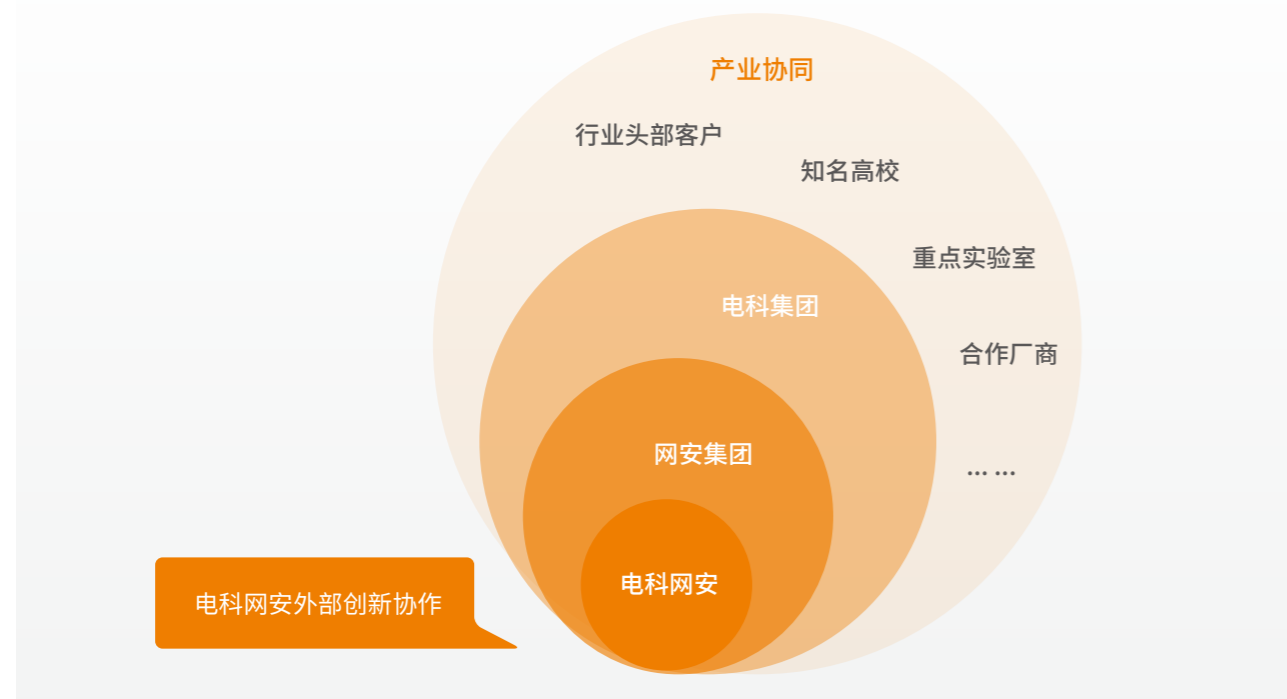 产业协同
行业头部客户
知名高校
重点实验室
电科集团
合作厂商
网安集团
... ...
电科网安
电科网安外部创新协作